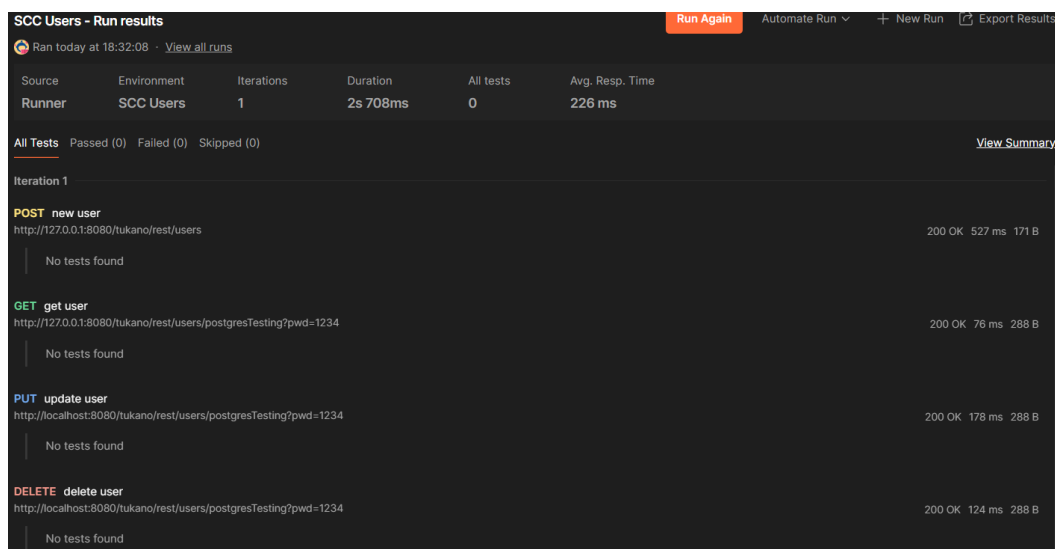 SCC Users - Run results
Run Again
Automate Run
New Run
Export Results
Ran today at 18:32:08 · View all runs
Source Environment Iterations Duration All tests Avg. Resp. Time
Runner SCC Users 1 2s 708ms 0 226 ms
All Tests Passed (0) Failed (0) Skipped (0) View Summary
Iteration 1
POST new user
http://127.0.0.1:8080/tukano/rest/users 200 OK 527 ms 171 B
No tests found
GET get user
http://127.0.0.1:8080/tukano/rest/users/postgresTesting?pwd=1234 200 OK 76 ms 288 B
No tests found
PUT update user
http://localhost:8080/tukano/rest/users/postgresTesting?pwd=1234 200 OK 178 ms 288 B
No tests found
DELETE delete user
http://localhost:8080/tukano/rest/users/postgresTesting?pwd=1234 200 OK 124 ms 288 B
No tests found